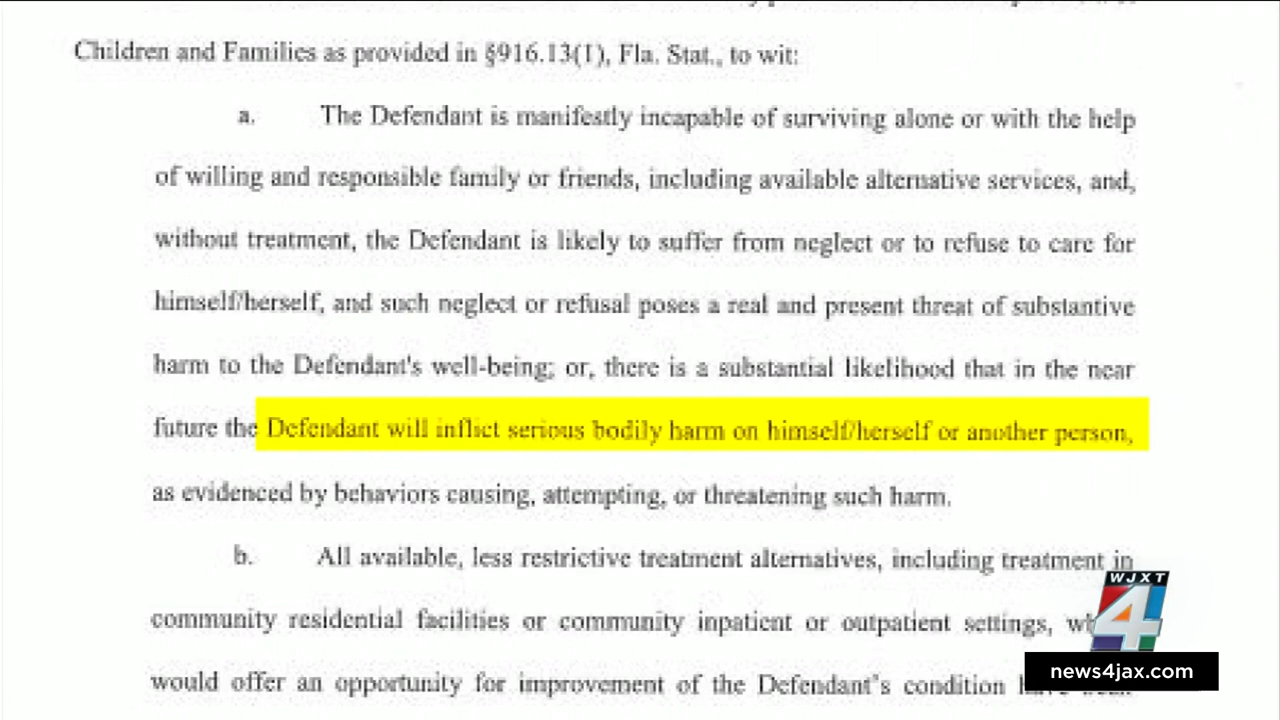 Children and Families as provided in §916.13(1), Fla. Stat., to wit:
a. The Defendant is manifestly incapable of surviving alone or with the help
of willing and responsible family or friends, including available alternative services, and,
without treatment, the Defendant is likely to suffer from neglect or to refuse to care for
himself/herself, and such neglect or refusal poses a real and present threat of substantive
harm to the Defendant's well-being; or, there is a substantial likelihood that in the near
future the Defendant will inflict serious bodily harm on himself/herself or another person,
as evidenced by behaviors causing, attempting, or threatening such harm.
b. All available, less restrictive treatment alternatives, including treatment in
community residential facilities or community inpatient or outpatient settings,
would offer an opportunity for improvement of the Defendant's condition
WJXT
4
news4jax.com